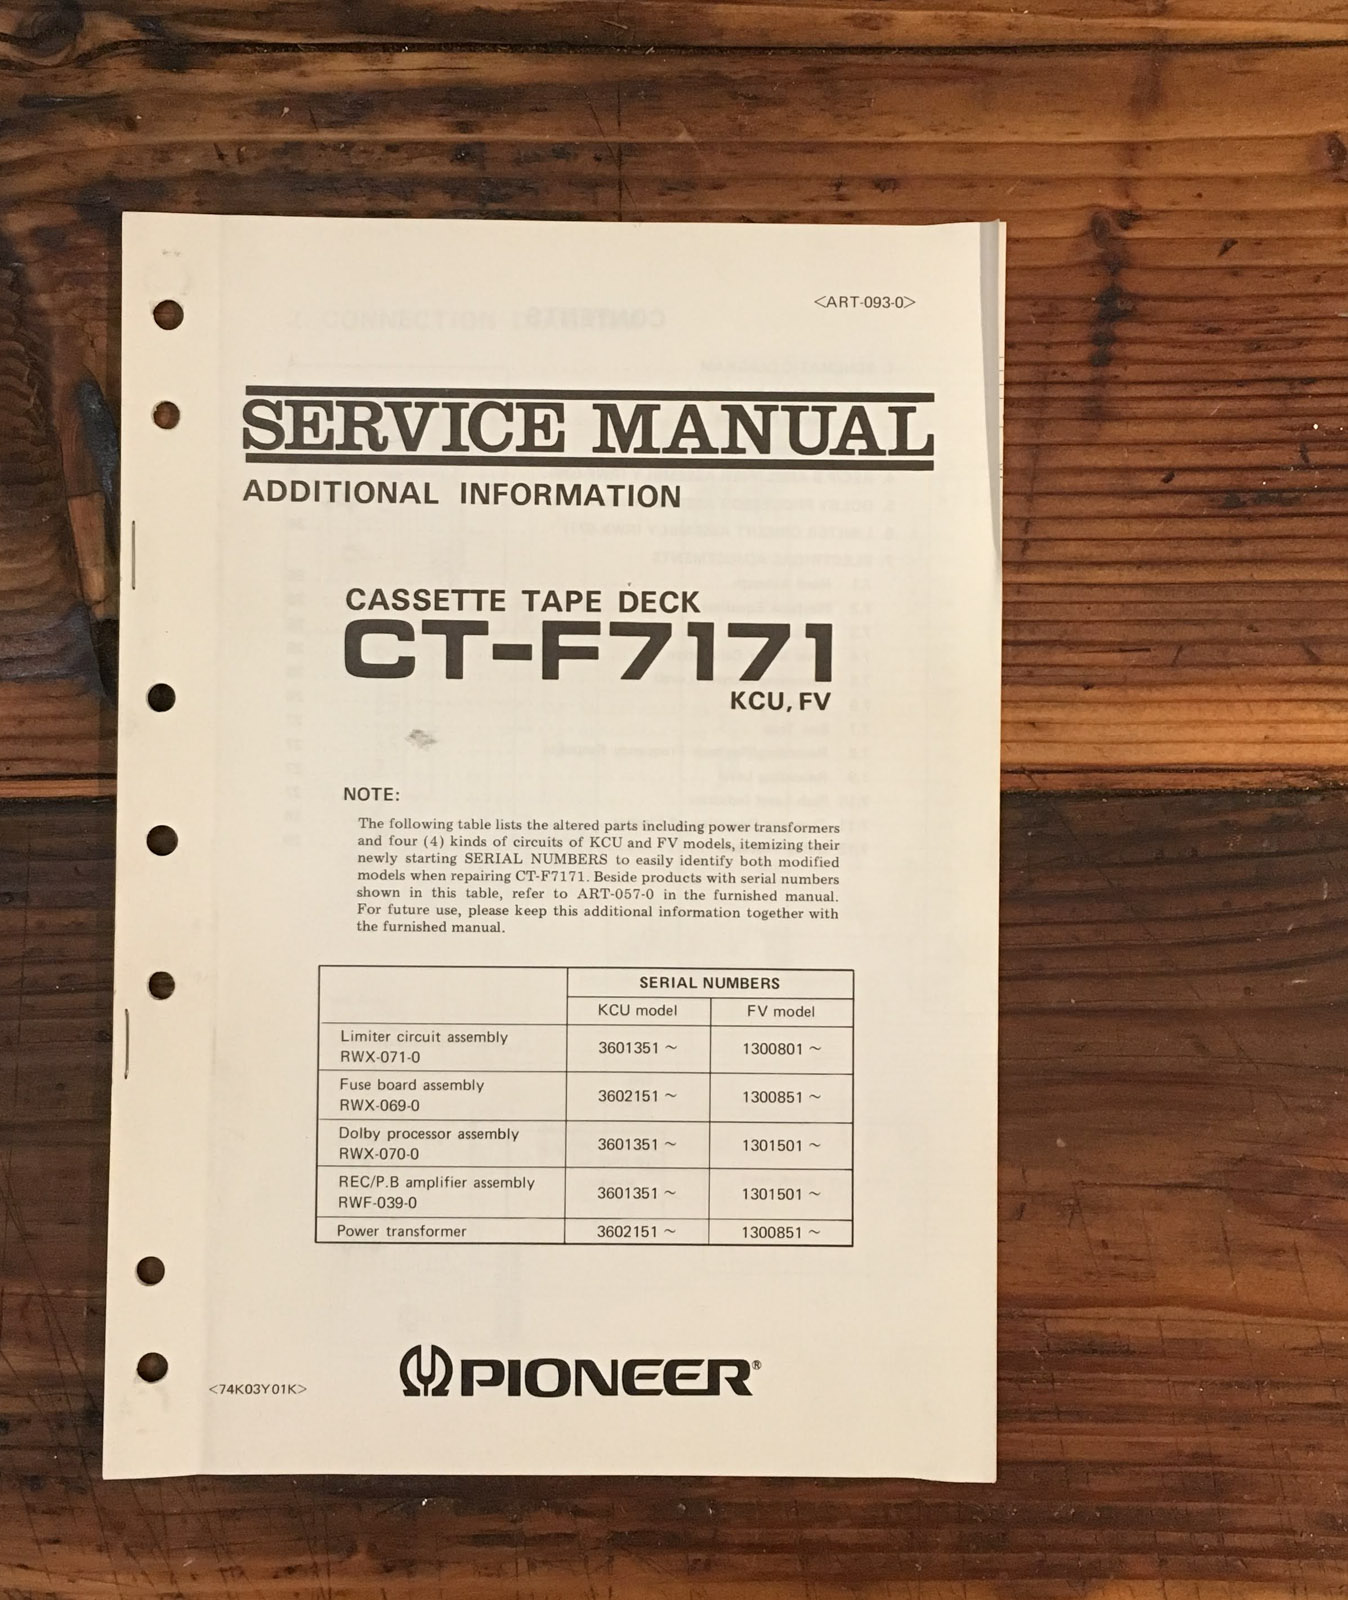 <ART-093-0>
SERVICE MANUAL
ADDITIONAL INFORMATION
CASSETTE TAPE DECK
CT-F7171
KCU, FV
NOTE:
The following table lists the altered parts including power transformers
and four (4) kinds of circuits of KCU and FV models, itemizing their
newly starting SERIAL NUMBERS to easily identify both modified
models when repairing CT-F7171. Beside products with serial numbers
shown in this table, refer to ART-057-0 in the furnished manual.
For future use, please keep this additional information together with
the furnished manual.
SERIAL NUMBERS
KCU model FV model
Limiter circuit assembly
RWX-071-0 3601351 ~ 1300801 ~
Fuse board assembly
RWX-069-0 3602151 ~ 1300851 ~
Dolby processor assembly
RWX-070-0 3601351 ~ 1301501 ~
REC/P.B amplifier assembly
RWF-039-0 3601351 ~ 1301501 ~
Power transformer 3602151 ~ 1300851 ~
PIONEER®
<74K03Y01K>